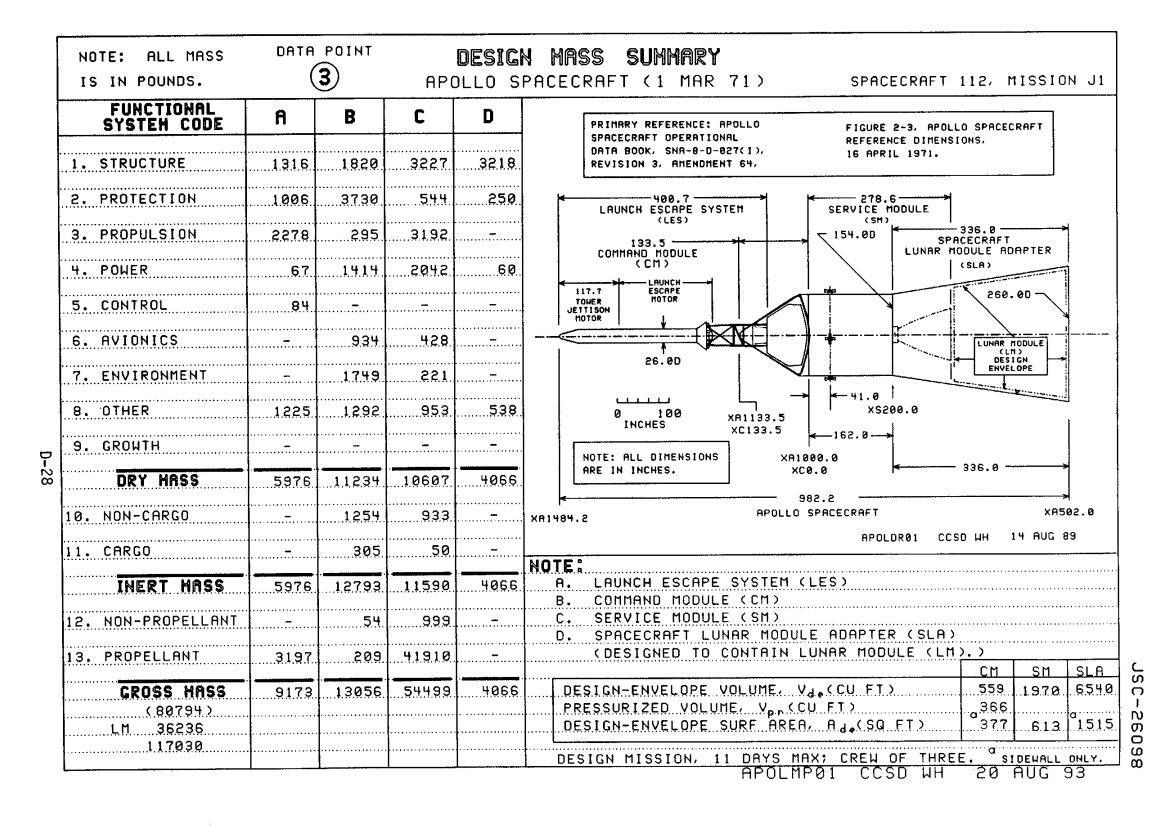 NOTE: ALL MASS
IS IN POUNDS.
DATA POINT
3
DESIGN MASS SUMMARY
APOLLO SPACECRAFT (1 MAR 71)
SPACECRAFT 112, MISSION J1
FUNCTIONAL
SYSTEM CODE
A B C D
1. STRUCTURE 1316 1820 3227 3218
2. PROTECTION 1006 3730 544 250
3. PROPULSION 2278 295 3192 -
4. POWER 67 1414 2042 60
5. CONTROL 84 - - -
6. AVIONICS - 934 428 -
7. ENVIRONMENT - 1749 221 -
8. OTHER 1225 1292 953 538
9. GROWTH - - - -
DRY MASS 5976 11234 10607 4066
10. NON-CARGO - 1254 933 -
11. CARGO - 305 50 -
INERT MASS 5976 12793 11590 4066
12. NON-PROPELLANT - 54 999 -
13. PROPELLANT 3197 209 41910 -
GROSS MASS 9173 13056 54499 4066
(80794)
LM 36236
117030
PRIMARY REFERENCE: APOLLO
SPACECRAFT OPERATIONAL
DATA BOOK, SNA-8-D-027(I),
REVISION 3, AMENDMENT 64,
FIGURE 2-3, APOLLO SPACECRAFT
REFERENCE DIMENSIONS,
16 APRIL 1971.
400.7
LAUNCH ESCAPE SYSTEM
(LES)
278.6
SERVICE MODULE
(SM)
133.5
COMMAND MODULE
(CM)
154.0D
336.0
SPACECRAFT
LUNAR MODULE ADAPTER
(SLA)
117.7
TOWER
JETTISON
MOTOR
LAUNCH
ESCAPE
MOTOR
260.0D
26.0D
LUNAR MODULE
(LM)
DESIGN
ENVELOPE
0 100
INCHES
XA1133.5
XC133.5
41.0
XS200.0
162.0
NOTE: ALL DIMENSIONS
ARE IN INCHES.
XA1000.0
XC0.0
336.0
982.2
XA1484.2
APOLLO SPACECRAFT
XA502.0
APOLDR01 CCSD WH 14 AUG 89
NOTE:
A. LAUNCH ESCAPE SYSTEM (LES)
B. COMMAND MODULE (CM)
C. SERVICE MODULE (SM)
D. SPACECRAFT LUNAR MODULE ADAPTER (SLA)
(DESIGNED TO CONTAIN LUNAR MODULE (LM).)
CM SM SLA
DESIGN-ENVELOPE VOLUME, Vde(CU FT) 559 1970 6540
PRESSURIZED VOLUME, Vpr(CU FT) 366
DESIGN-ENVELOPE SURF AREA, Ade(SQ FT) a377 613 a1515
DESIGN MISSION, 11 DAYS MAX; CREW OF THREE. a SIDEWALL ONLY.
APOLMP01 CCSD WH 20 AUG 93
D-28
JSC-26098